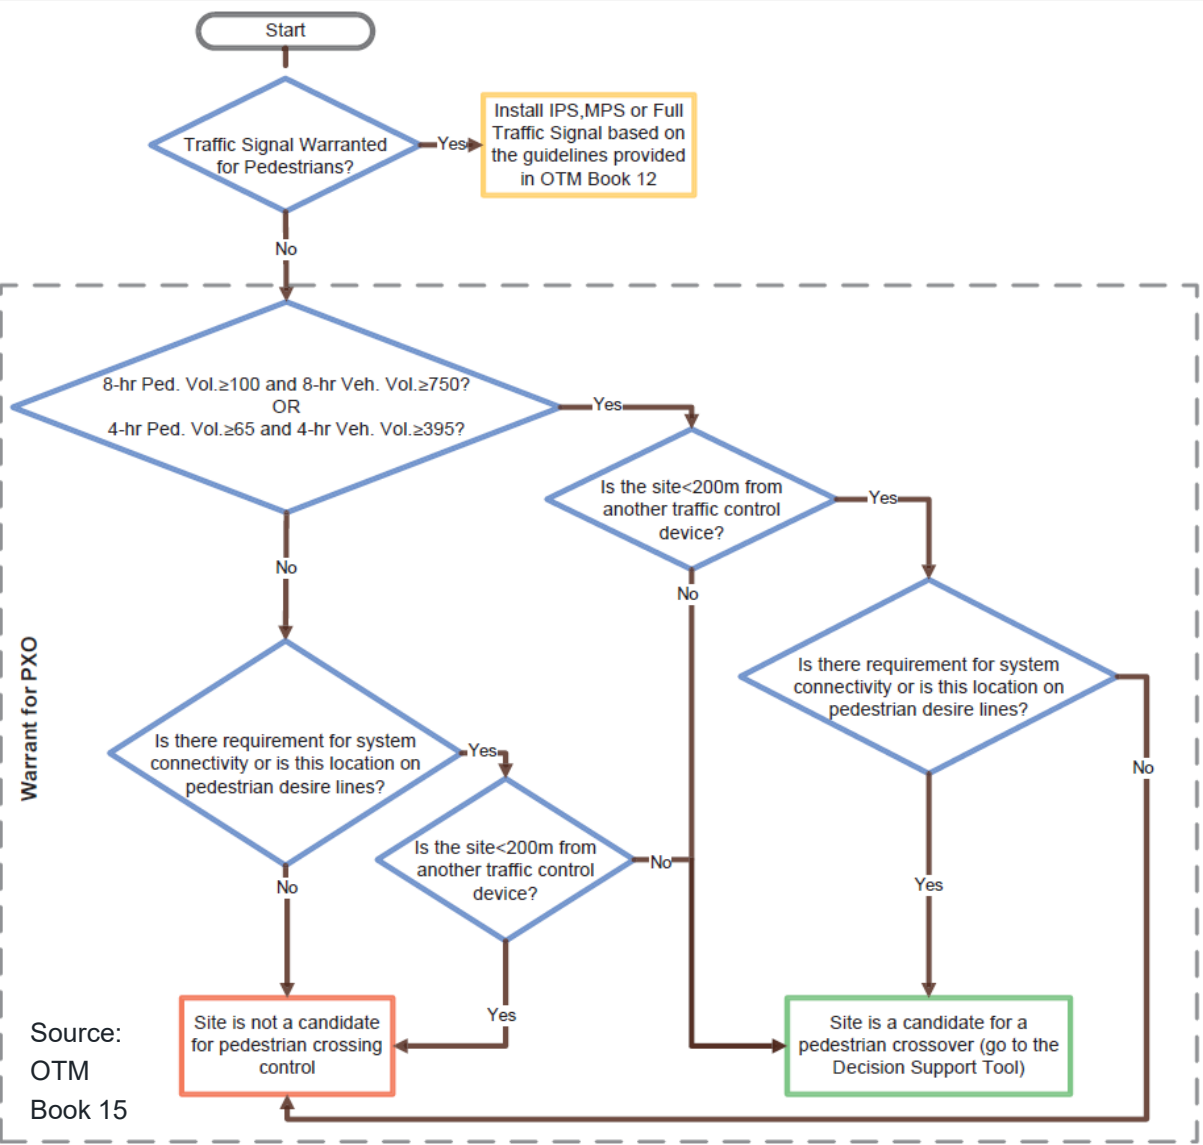 Start
Traffic Signal Warranted
for Pedestrians?
Yes
Install IPS,MPS or Full
Traffic Signal based on
the guidelines provided
in OTM Book 12
No
8-hr Ped. Vol.≥100 and 8-hr Veh. Vol.≥750?
OR
4-hr Ped. Vol.≥65 and 4-hr Veh. Vol.≥395?
Yes
Is the site<200m from
another traffic control
device?
Yes
No
No
Is there requirement for system
connectivity or is this location on
pedestrian desire lines?
No
Yes
Warrant for PXO
Is there requirement for system
connectivity or is this location on
pedestrian desire lines?
Yes
Is the site<200m from
another traffic control
device?
No
No
Yes
Site is not a candidate
for pedestrian crossing
control
Site is a candidate for a
pedestrian crossover (go to the
Decision Support Tool)
Source:
OTM
Book 15